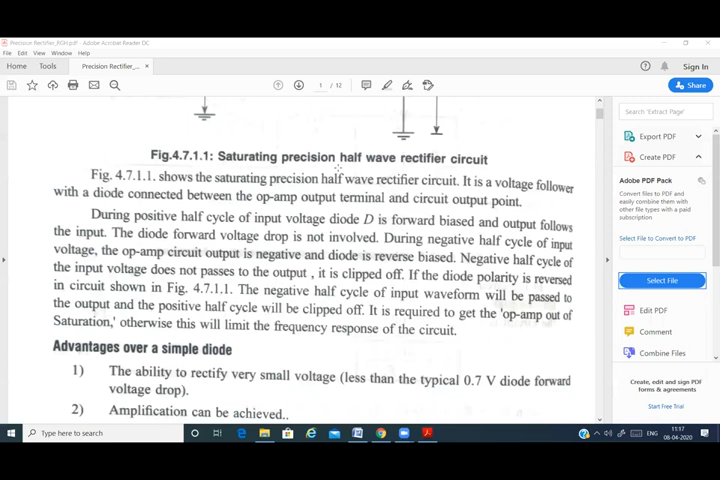 Precision Rectifier_ROH.pdf - Adobe Acrobat Reader DC
File Edit View Window Help
Home Tools Precision Rectifier_... × Sign In
1 / 12 Share
Fig.4.7.1.1: Saturating precision half wave rectifier circuit
Fig. 4.7.1.1. shows the saturating precision half wave rectifier circuit. It is a voltage follower
with a diode connected between the op-amp output terminal and circuit output point.
During positive half cycle of input voltage diode D is forward biased and output follows
the input. The diode forward voltage drop is not involved. During negative half cycle of input
voltage, the op-amp circuit output is negative and diode is reverse biased. Negative half cycle of
the input voltage does not passes to the output , it is clipped off. If the diode polarity is reversed
in circuit shown in Fig. 4.7.1.1. The negative half cycle of input waveform will be passed to
the output and the positive half cycle will be clipped off. It is required to get the 'op-amp out of
Saturation,' otherwise this will limit the frequency response of the circuit.
Advantages over a simple diode
1) The ability to rectify very small voltage (less than the typical 0.7 V diode forward
voltage drop).
2) Amplification can be achieved..
Search 'Extract Page'
Export PDF
Create PDF
Adobe PDF Pack
Convert files to PDF and
easily combine them with
other file types with a paid
subscription
Select File to Convert to PDF
Select File
Edit PDF
Comment
Combine Files
Create, edit and sign PDF
forms & agreements
Start Free Trial
Type here to search
ENG
11:17
08-04-2020